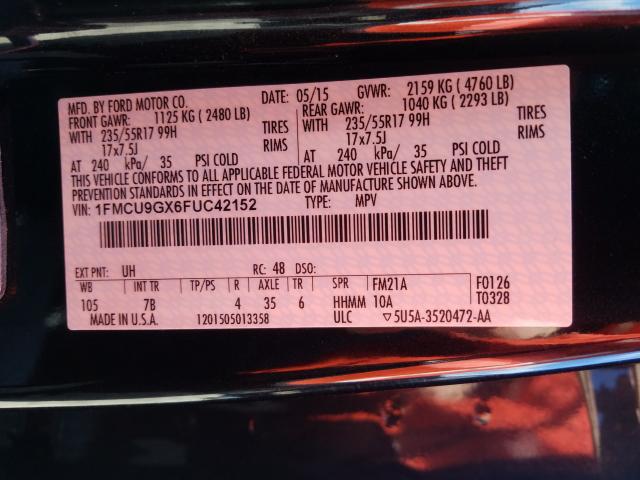 MFD. BY FORD MOTOR CO. DATE: 05/15 GVWR: 2159 KG ( 4760 LB)
FRONT GAWR: 1125 KG ( 2480 LB) REAR GAWR: 1040 KG ( 2293 LB)
WITH 235/55R17 99H TIRES WITH 235/55R17 99H TIRES
17x7.5J RIMS 17x7.5J RIMS
AT 240 kPa/ 35 PSI COLD AT 240 kPa/ 35 PSI COLD
THIS VEHICLE CONFORMS TO ALL APPLICABLE FEDERAL MOTOR VEHICLE SAFETY AND THEFT
PREVENTION STANDARDS IN EFFECT ON THE DATE OF MANUFACTURE SHOWN ABOVE.
VIN: 1FMCU9GX6FUC42152 TYPE: MPV
EXT PNT: UH RC: 48 DSO:
WB INT TR TP/PS R AXLE TR SPR FM21A F0126
105 7B 4 35 6 HHMM 10A T0328
MADE IN U.S.A. 1201505013358 ULC ▽5U5A-3520472-AA